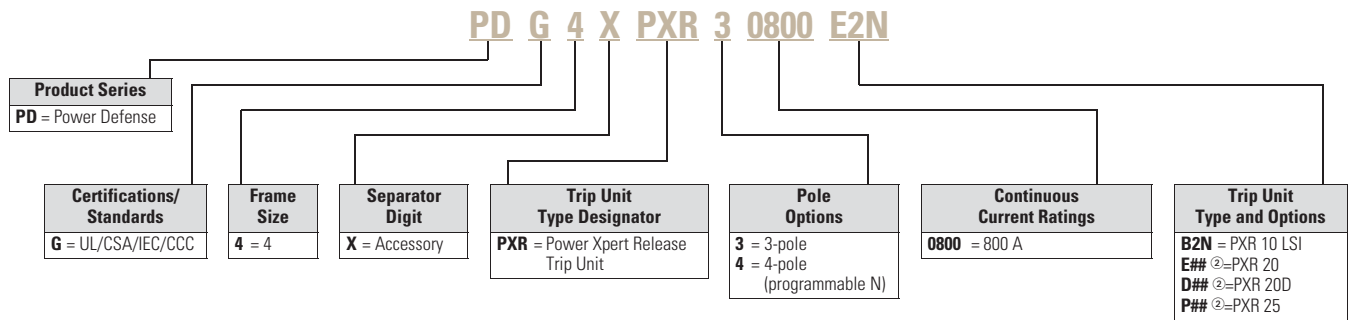 PD G 4 X PXR 3 0800 E2N
Product Series
PD = Power Defense
Certifications/
Standards
G = UL/CSA/IEC/CCC
Frame
Size
4 = 4
Separator
Digit
X = Accessory
Trip Unit
Type Designator
PXR = Power Xpert Release
Trip Unit
Pole
Options
3 = 3-pole
4 = 4-pole
(programmable N)
Continuous
Current Ratings
0800 = 800 A
Trip Unit
Type and Options
B2N = PXR 10 LSI
E## ②=PXR 20
D## ②=PXR 20D
P## ②=PXR 25